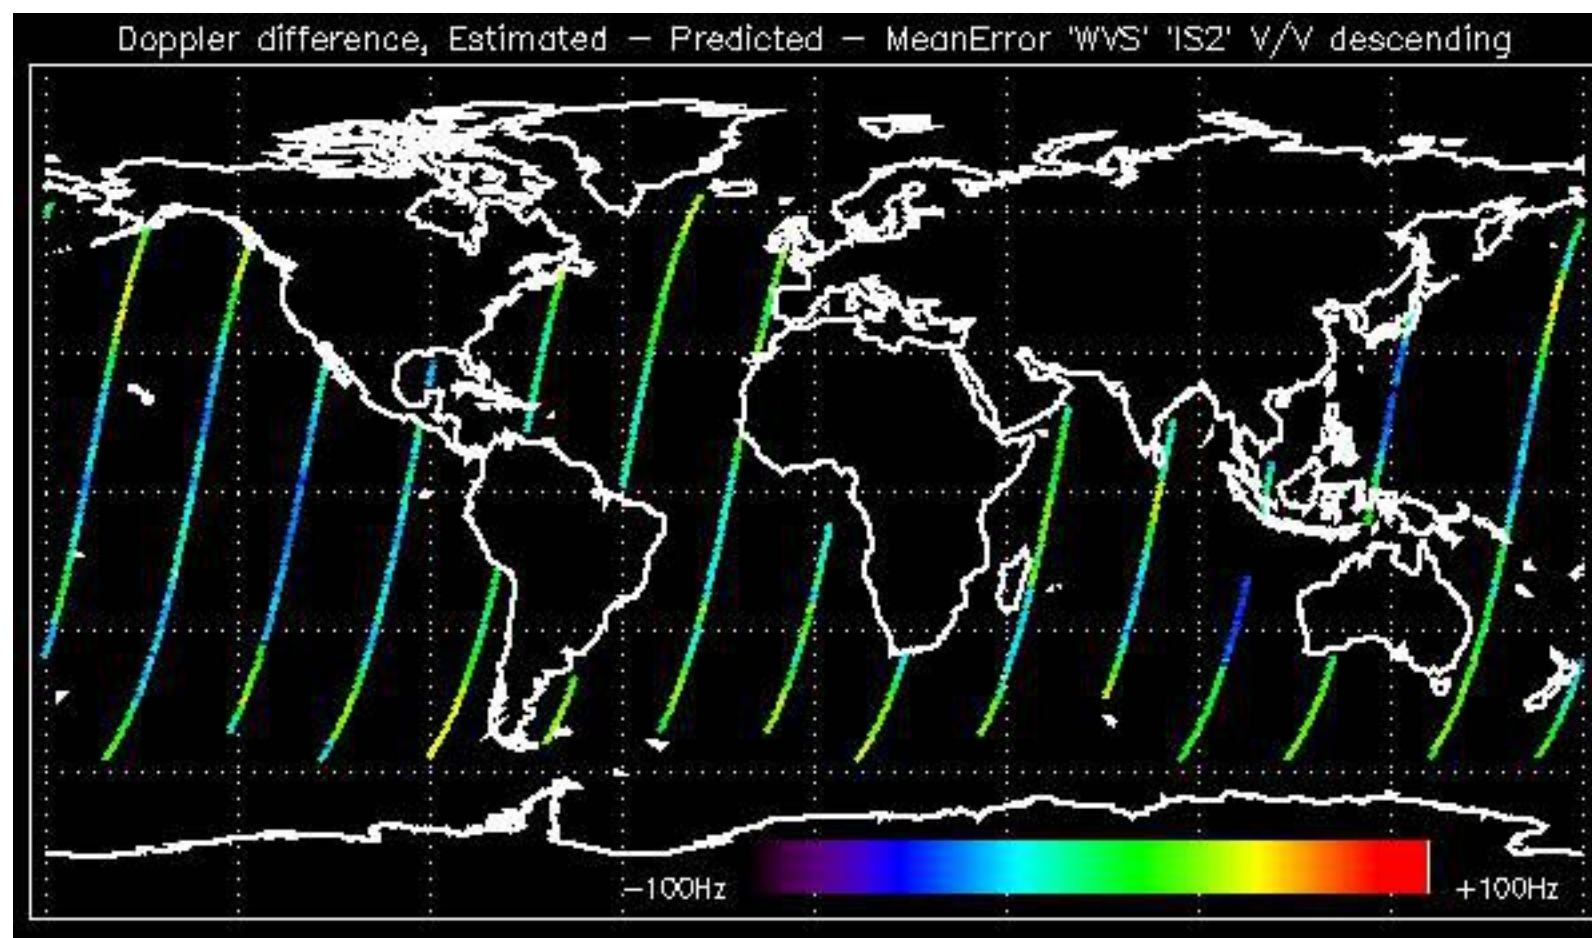 Doppler difference, Estimated - Predicted - MeanError 'WVS' 'IS2' V/V descending
-100Hz +100Hz